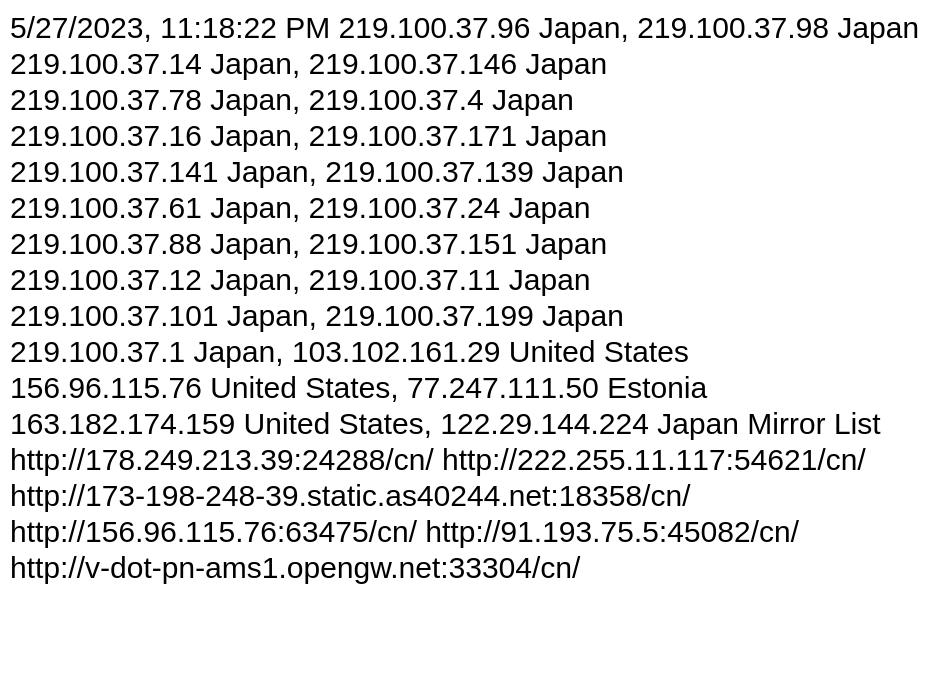 5/27/2023, 11:18:22 PM 219.100.37.96 Japan, 219.100.37.98 Japan
219.100.37.14 Japan, 219.100.37.146 Japan
219.100.37.78 Japan, 219.100.37.4 Japan
219.100.37.16 Japan, 219.100.37.171 Japan
219.100.37.141 Japan, 219.100.37.139 Japan
219.100.37.61 Japan, 219.100.37.24 Japan
219.100.37.88 Japan, 219.100.37.151 Japan
219.100.37.12 Japan, 219.100.37.11 Japan
219.100.37.101 Japan, 219.100.37.199 Japan
219.100.37.1 Japan, 103.102.161.29 United States
156.96.115.76 United States, 77.247.111.50 Estonia
163.182.174.159 United States, 122.29.144.224 Japan Mirror List
http://178.249.213.39:24288/cn/ http://222.255.11.117:54621/cn/
http://173-198-248-39.static.as40244.net:18358/cn/
http://156.96.115.76:63475/cn/ http://91.193.75.5:45082/cn/
http://v-dot-pn-ams1.opengw.net:33304/cn/